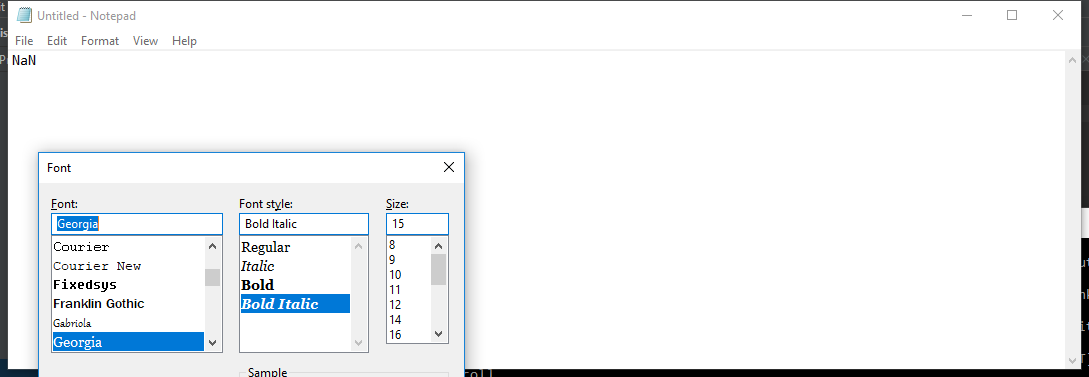 Untitled - Notepad
File Edit Format View Help
NaN
Font
Font: Font style: Size:
Georgia Bold Italic 15
Courier Regular 8
Courier New Italic 9
Fixedsys Bold 10
Franklin Gothic Bold Italic 11
Gabriola 12
Georgia 14
16
Sample